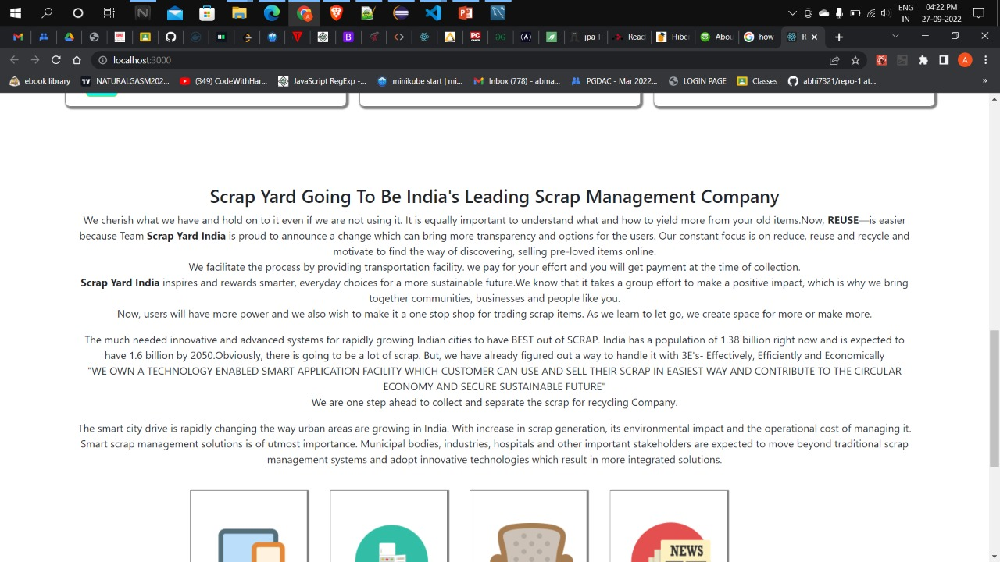 04:22 PM
ENG
IN
27-09-2022
jpa T
Reac
Hibe
Abou
how
R
localhost:3000
A
ebook library
NATURALGASM202...
(349) CodeWithHar...
JavaScript RegExp -...
minikube start | mi...
Inbox (778) - abma...
PGDAC - Mar 2022...
LOGIN PAGE
Classes
abhi7321/repo-1 at...
»
Scrap Yard Going To Be India's Leading Scrap Management Company
We cherish what we have and hold on to it even if we are not using it. It is equally important to understand what and how to yield more from your old items.Now, REUSE—is easier
because Team Scrap Yard India is proud to announce a change which can bring more transparency and options for the users. Our constant focus is on reduce, reuse and recycle and
motivate to find the way of discovering, selling pre-loved items online.
We facilitate the process by providing transportation facility. we pay for your effort and you will get payment at the time of collection.
Scrap Yard India inspires and rewards smarter, everyday choices for a more sustainable future.We know that it takes a group effort to make a positive impact, which is why we bring
together communities, businesses and people like you.
Now, users will have more power and we also wish to make it a one stop shop for trading scrap items. As we learn to let go, we create space for more or make more.
The much needed innovative and advanced systems for rapidly growing Indian cities to have BEST out of SCRAP. India has a population of 1.38 billion right now and is expected to
have 1.6 billion by 2050.Obviously, there is going to be a lot of scrap. But, we have already figured out a way to handle it with 3E's- Effectively, Efficiently and Economically
"WE OWN A TECHNOLOGY ENABLED SMART APPLICATION FACILITY WHICH CUSTOMER CAN USE AND SELL THEIR SCRAP IN EASIEST WAY AND CONTRIBUTE TO THE CIRCULAR
ECONOMY AND SECURE SUSTAINABLE FUTURE"
We are one step ahead to collect and separate the scrap for recycling Company.
The smart city drive is rapidly changing the way urban areas are growing in India. With increase in scrap generation, its environmental impact and the operational cost of managing it.
Smart scrap management solutions is of utmost importance. Municipal bodies, industries, hospitals and other important stakeholders are expected to move beyond traditional scrap
management systems and adopt innovative technologies which result in more integrated solutions.
NEWS